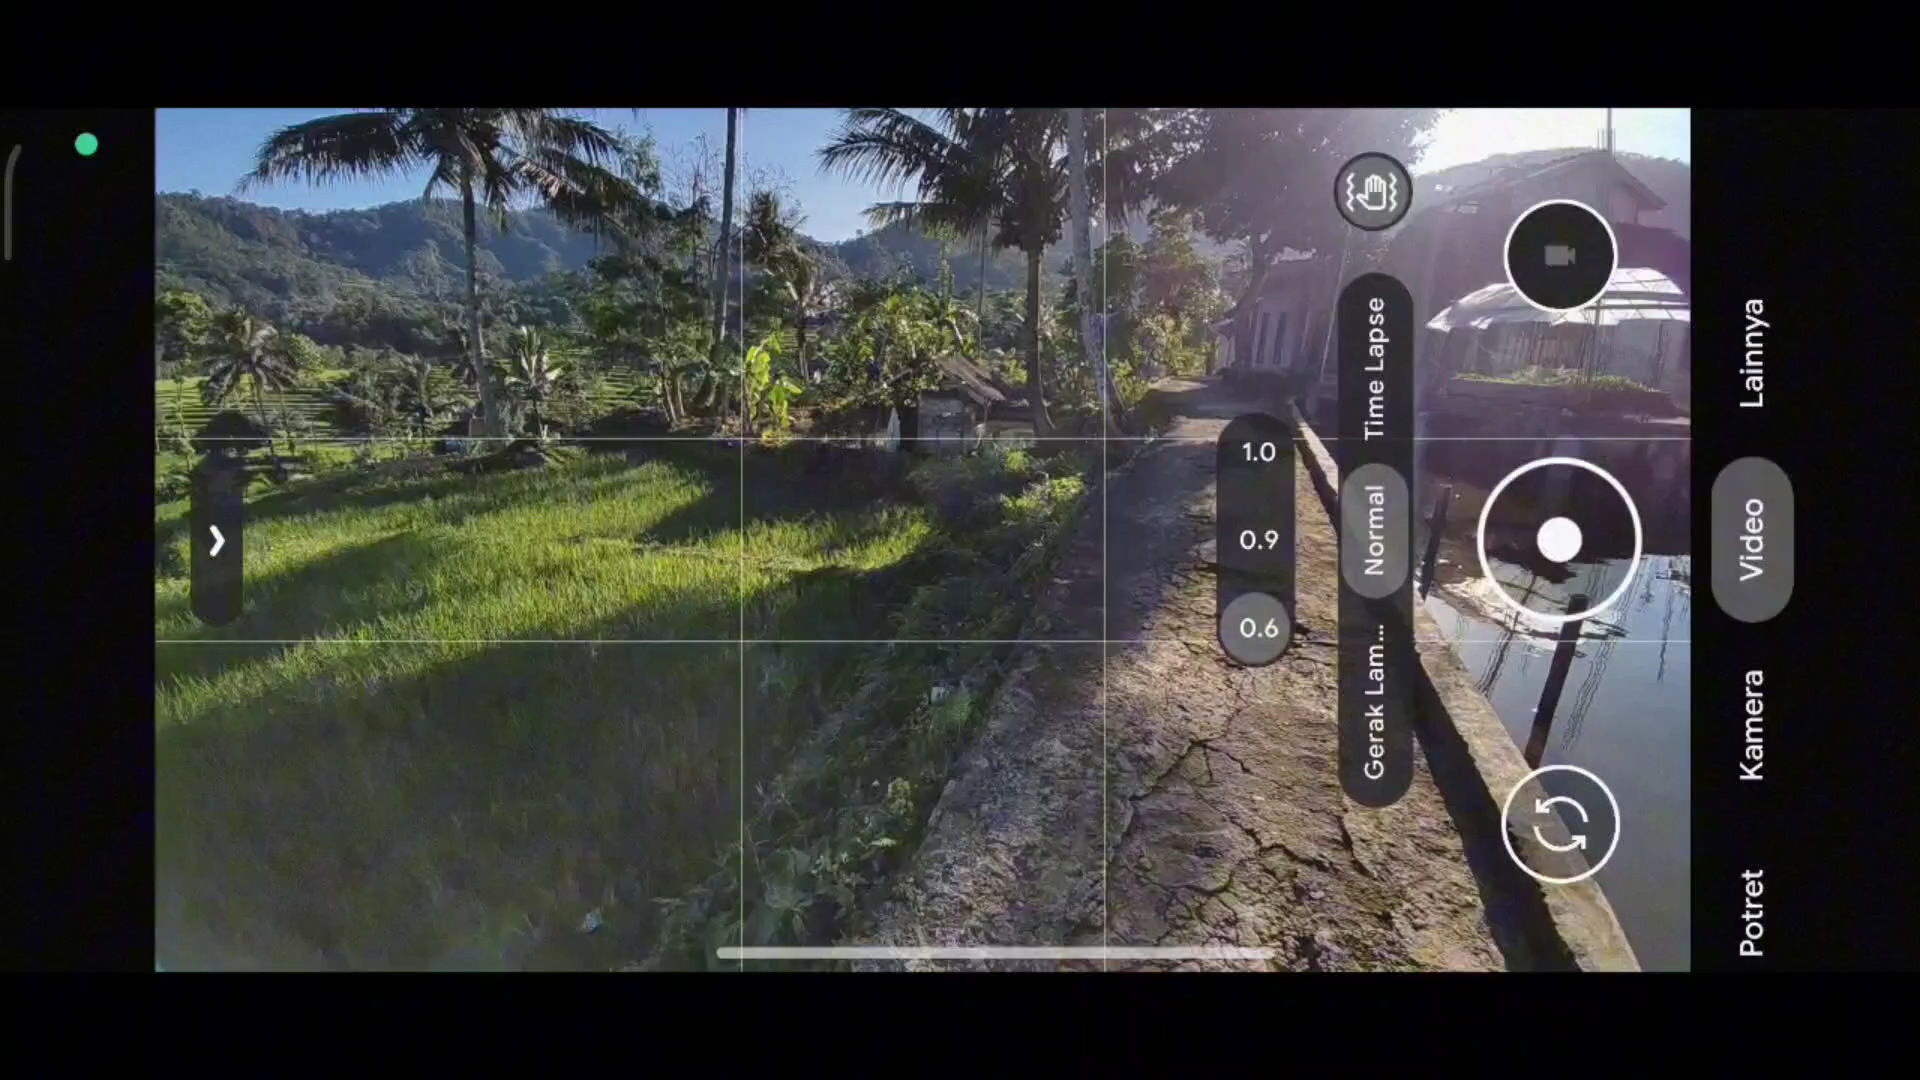 1.0
0.9
0.6
Time Lapse
Normal
Gerak Lam...
Lainnya
Video
Kamera
Potret